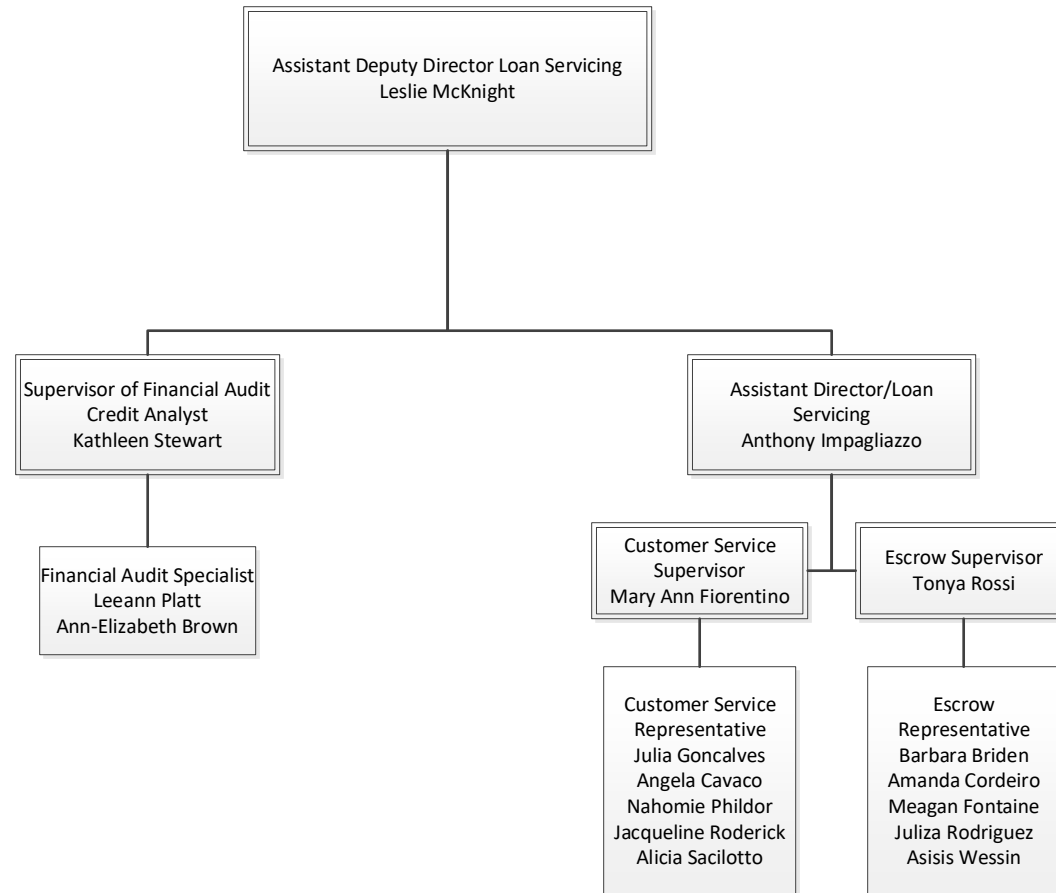 Assistant Deputy Director Loan Servicing
Leslie McKnight
Supervisor of Financial Audit
Credit Analyst
Kathleen Stewart
Assistant Director/Loan
Servicing
Anthony Impagliazzo
Financial Audit Specialist
Leeann Platt
Ann-Elizabeth Brown
Customer Service
Supervisor
Mary Ann Fiorentino
Escrow Supervisor
Tonya Rossi
Customer Service
Representative
Julia Goncalves
Angela Cavaco
Nahomie Phildor
Jacqueline Roderick
Alicia Sacilotto
Escrow
Representative
Barbara Briden
Amanda Cordeiro
Meagan Fontaine
Juliza Rodriguez
Asisis Wessin